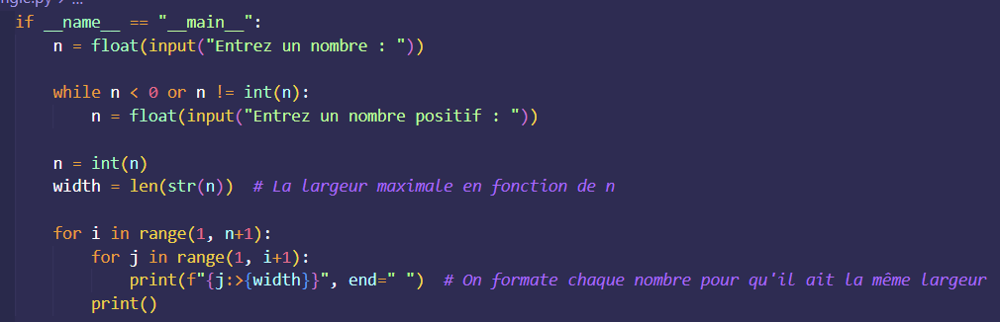 ngle.py > ...
if __name__ == "__main__":
    n = float(input("Entrez un nombre : "))
    while n < 0 or n != int(n):
        n = float(input("Entrez un nombre positif : "))
    n = int(n)
    width = len(str(n))  # La largeur maximale en fonction de n
    for i in range(1, n+1):
        for j in range(1, i+1):
            print(f"{j:>{width}}", end=" ")  # On formate chaque nombre pour qu'il ait la même largeur
        print()